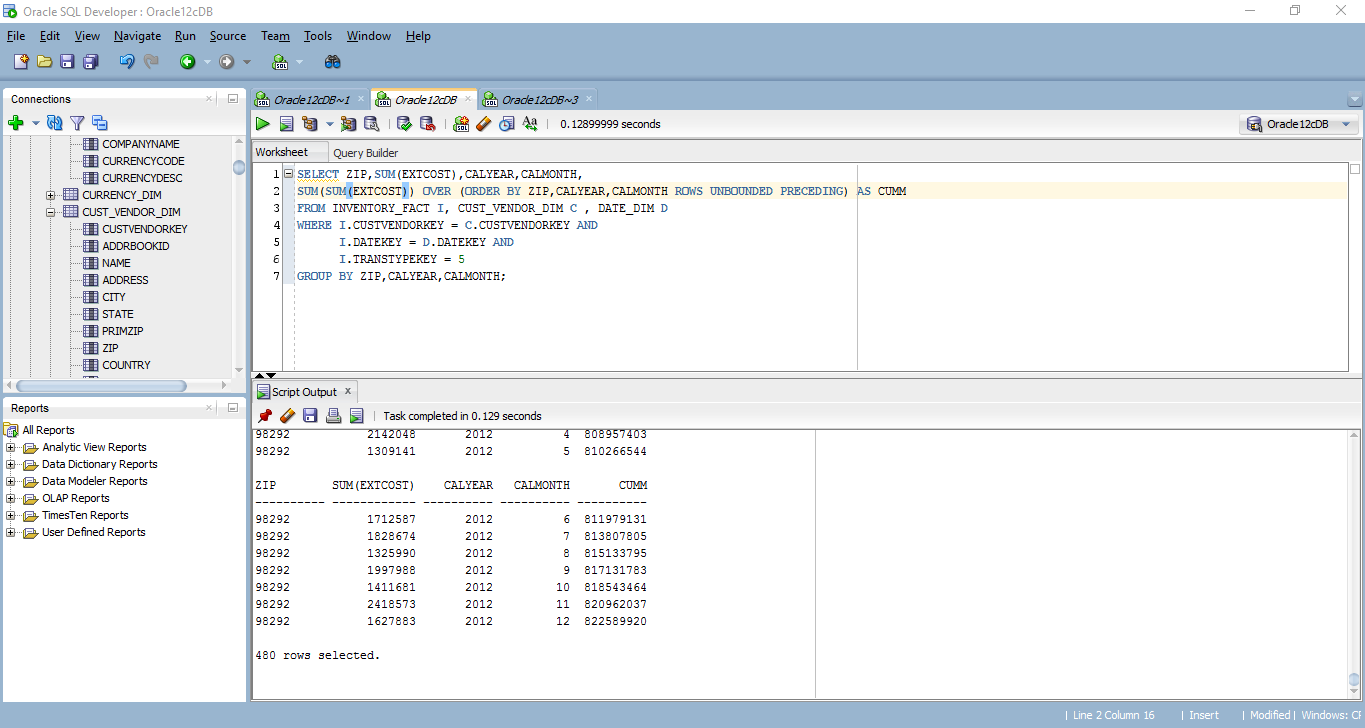 Oracle SQL Developer : Oracle12cDB
File Edit View Navigate Run Source Team Tools Window Help
Connections
COMPANYNAME
CURRENCYCODE
CURRENCYDESC
CURRENCY_DIM
CUST_VENDOR_DIM
CUSTVENDORKEY
ADDRBOOKID
NAME
ADDRESS
CITY
STATE
PRIMZIP
ZIP
COUNTRY
Reports
All Reports
Analytic View Reports
Data Dictionary Reports
Data Modeler Reports
OLAP Reports
TimesTen Reports
User Defined Reports
Oracle12cDB~1 Oracle12cDB Oracle12cDB~3
0.12899999 seconds
Oracle12cDB
Worksheet Query Builder
1 SELECT ZIP,SUM(EXTCOST),CALYEAR,CALMONTH,
2 SUM(SUM(EXTCOST)) OVER (ORDER BY ZIP,CALYEAR,CALMONTH ROWS UNBOUNDED PRECEDING) AS CUMM
3 FROM INVENTORY_FACT I, CUST_VENDOR_DIM C , DATE_DIM D
4 WHERE I.CUSTVENDORKEY = C.CUSTVENDORKEY AND
5 I.DATEKEY = D.DATEKEY AND
6 I.TRANSTYPEKEY = 5
7 GROUP BY ZIP,CALYEAR,CALMONTH;
Script Output x
Task completed in 0.129 seconds
98292 2142048 2012 4 808957403
98292 1309141 2012 5 810266544
ZIP SUM(EXTCOST) CALYEAR CALMONTH CUMM
---------- ------------ ---------- ---------- ----------
98292 1712587 2012 6 811979131
98292 1828674 2012 7 813807805
98292 1325990 2012 8 815133795
98292 1997988 2012 9 817131783
98292 1411681 2012 10 818543464
98292 2418573 2012 11 820962037
98292 1627883 2012 12 822589920
480 rows selected.
| Line 2 Column 16 | Insert | Modified | Windows: CF